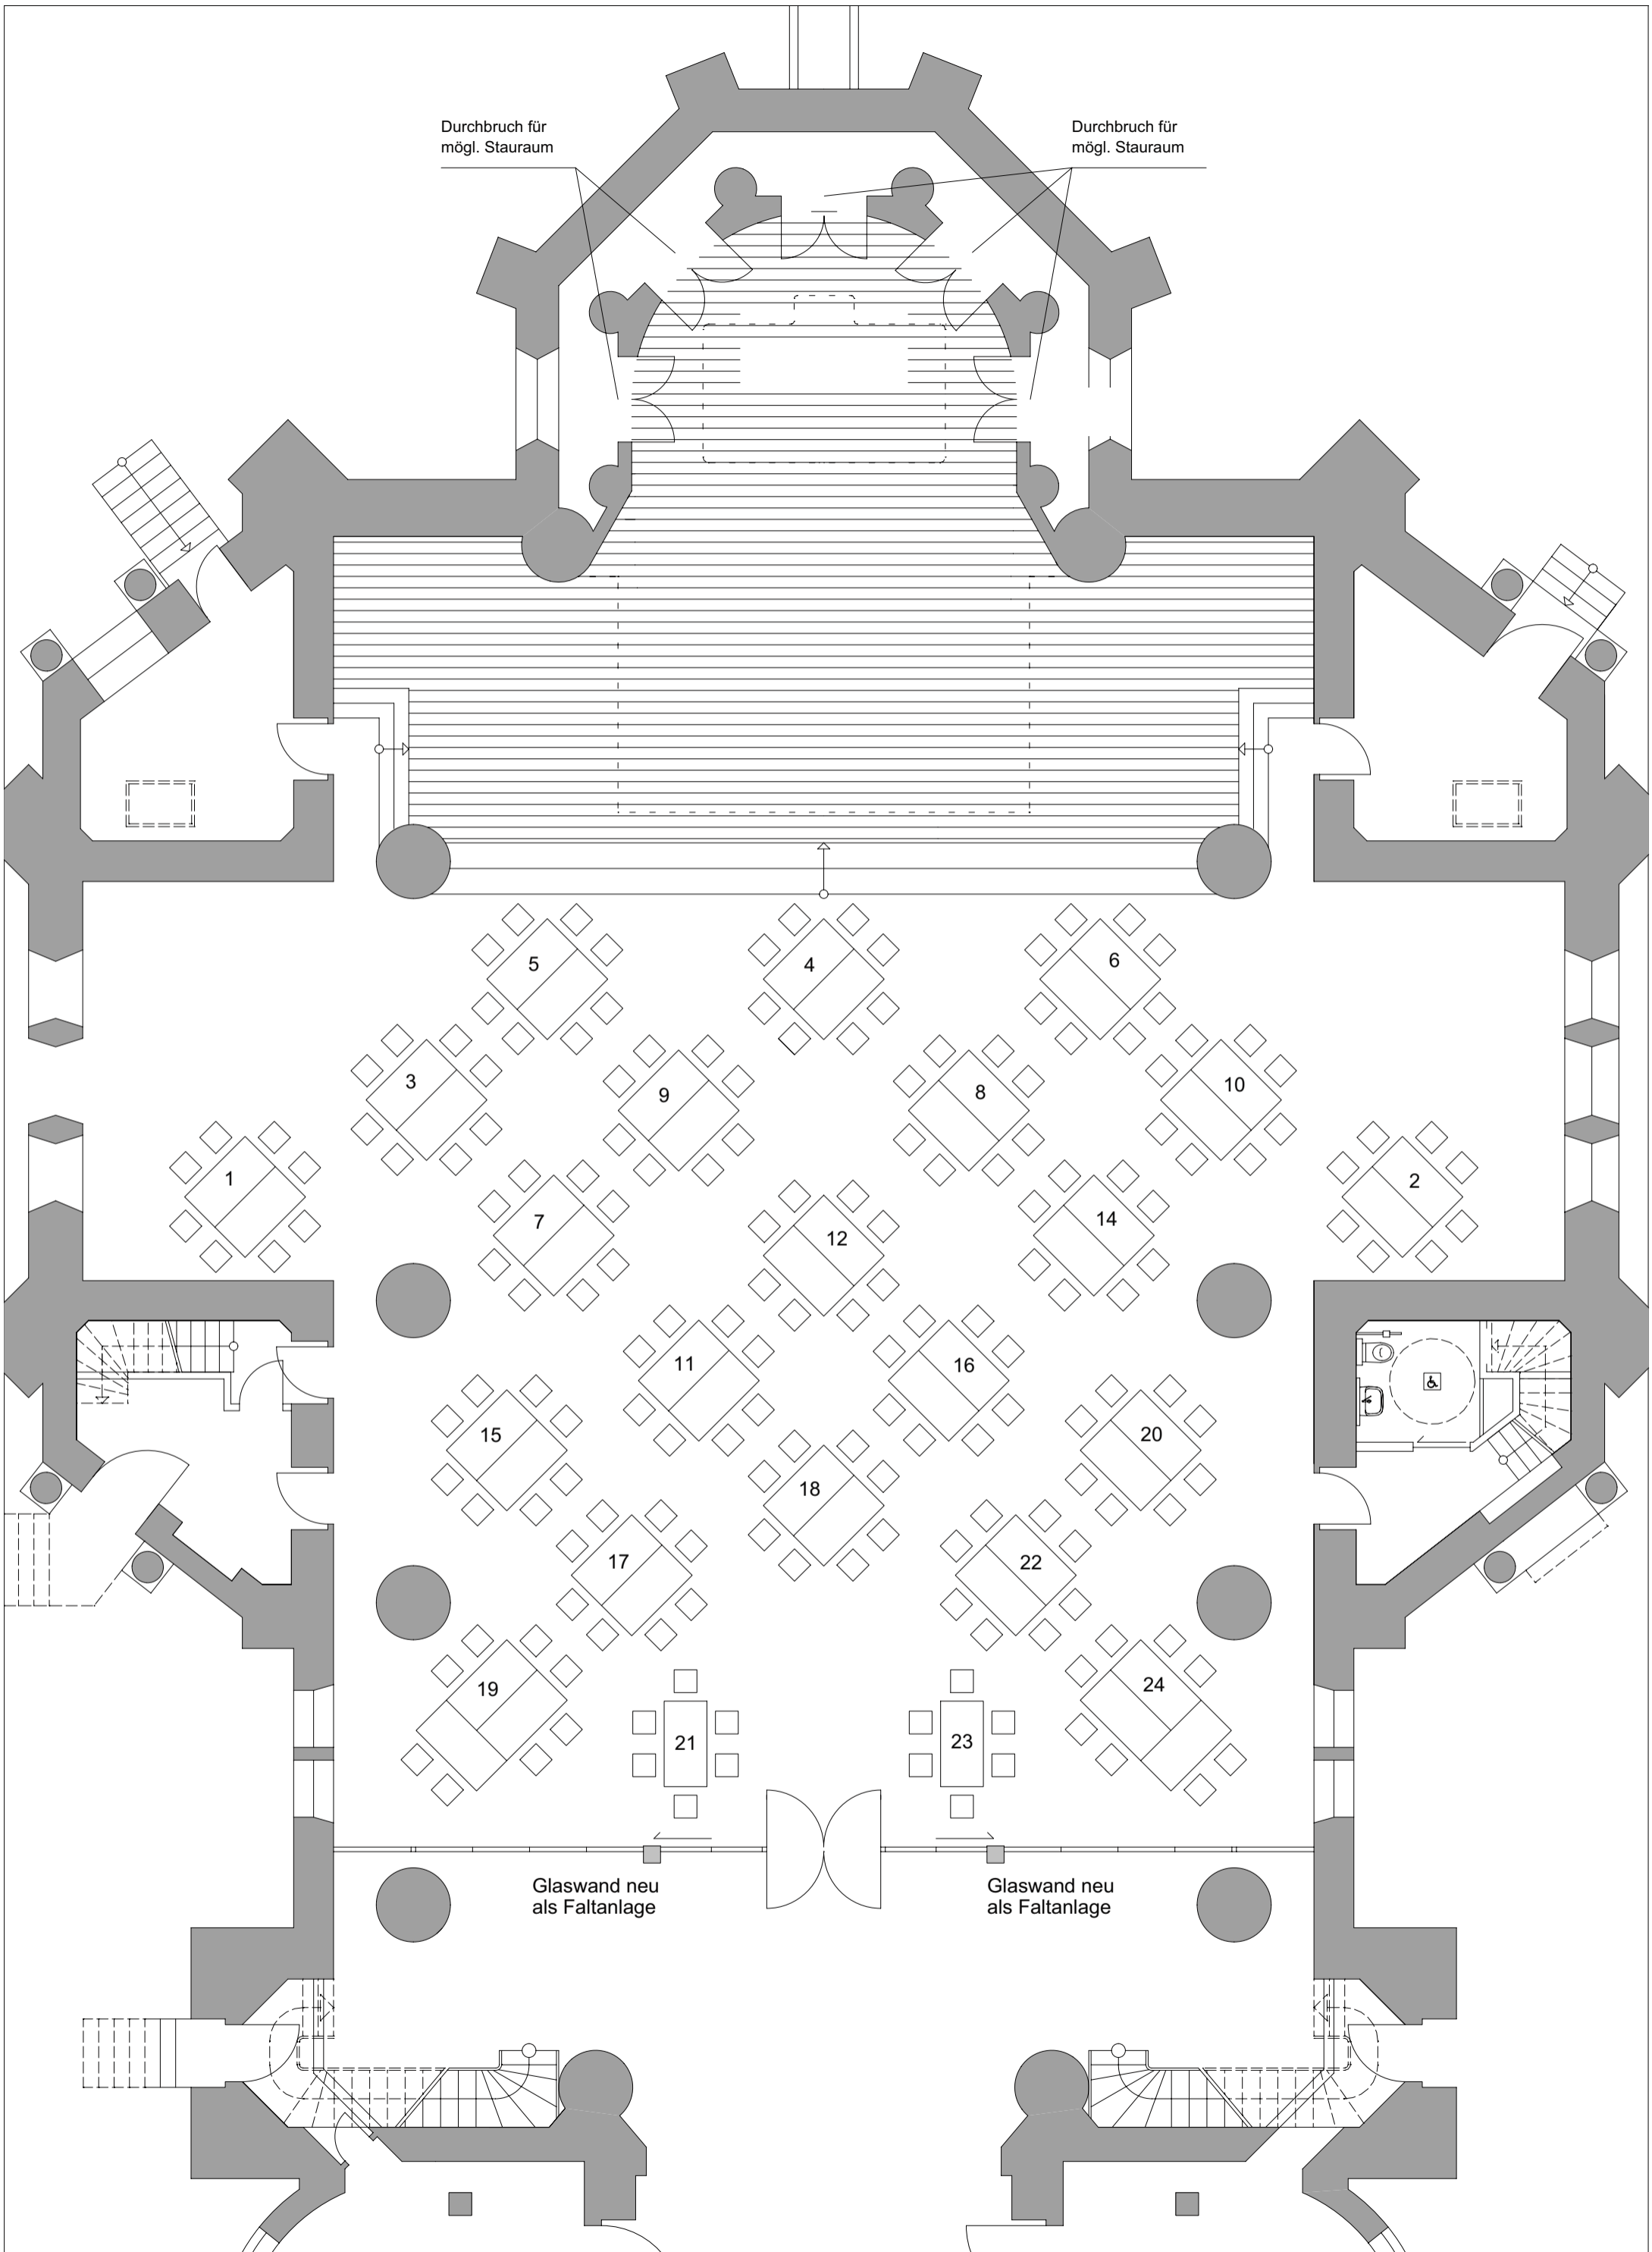 Durchbruch für
mögl. Stauraum
Durchbruch für
mögl. Stauraum
5
4
6
3
9
8
10
1
7
12
14
2
11
16
15
20
18
17
22
19
24
21
23
Glaswand neu
als Faltanlage
Glaswand neu
als Faltanlage